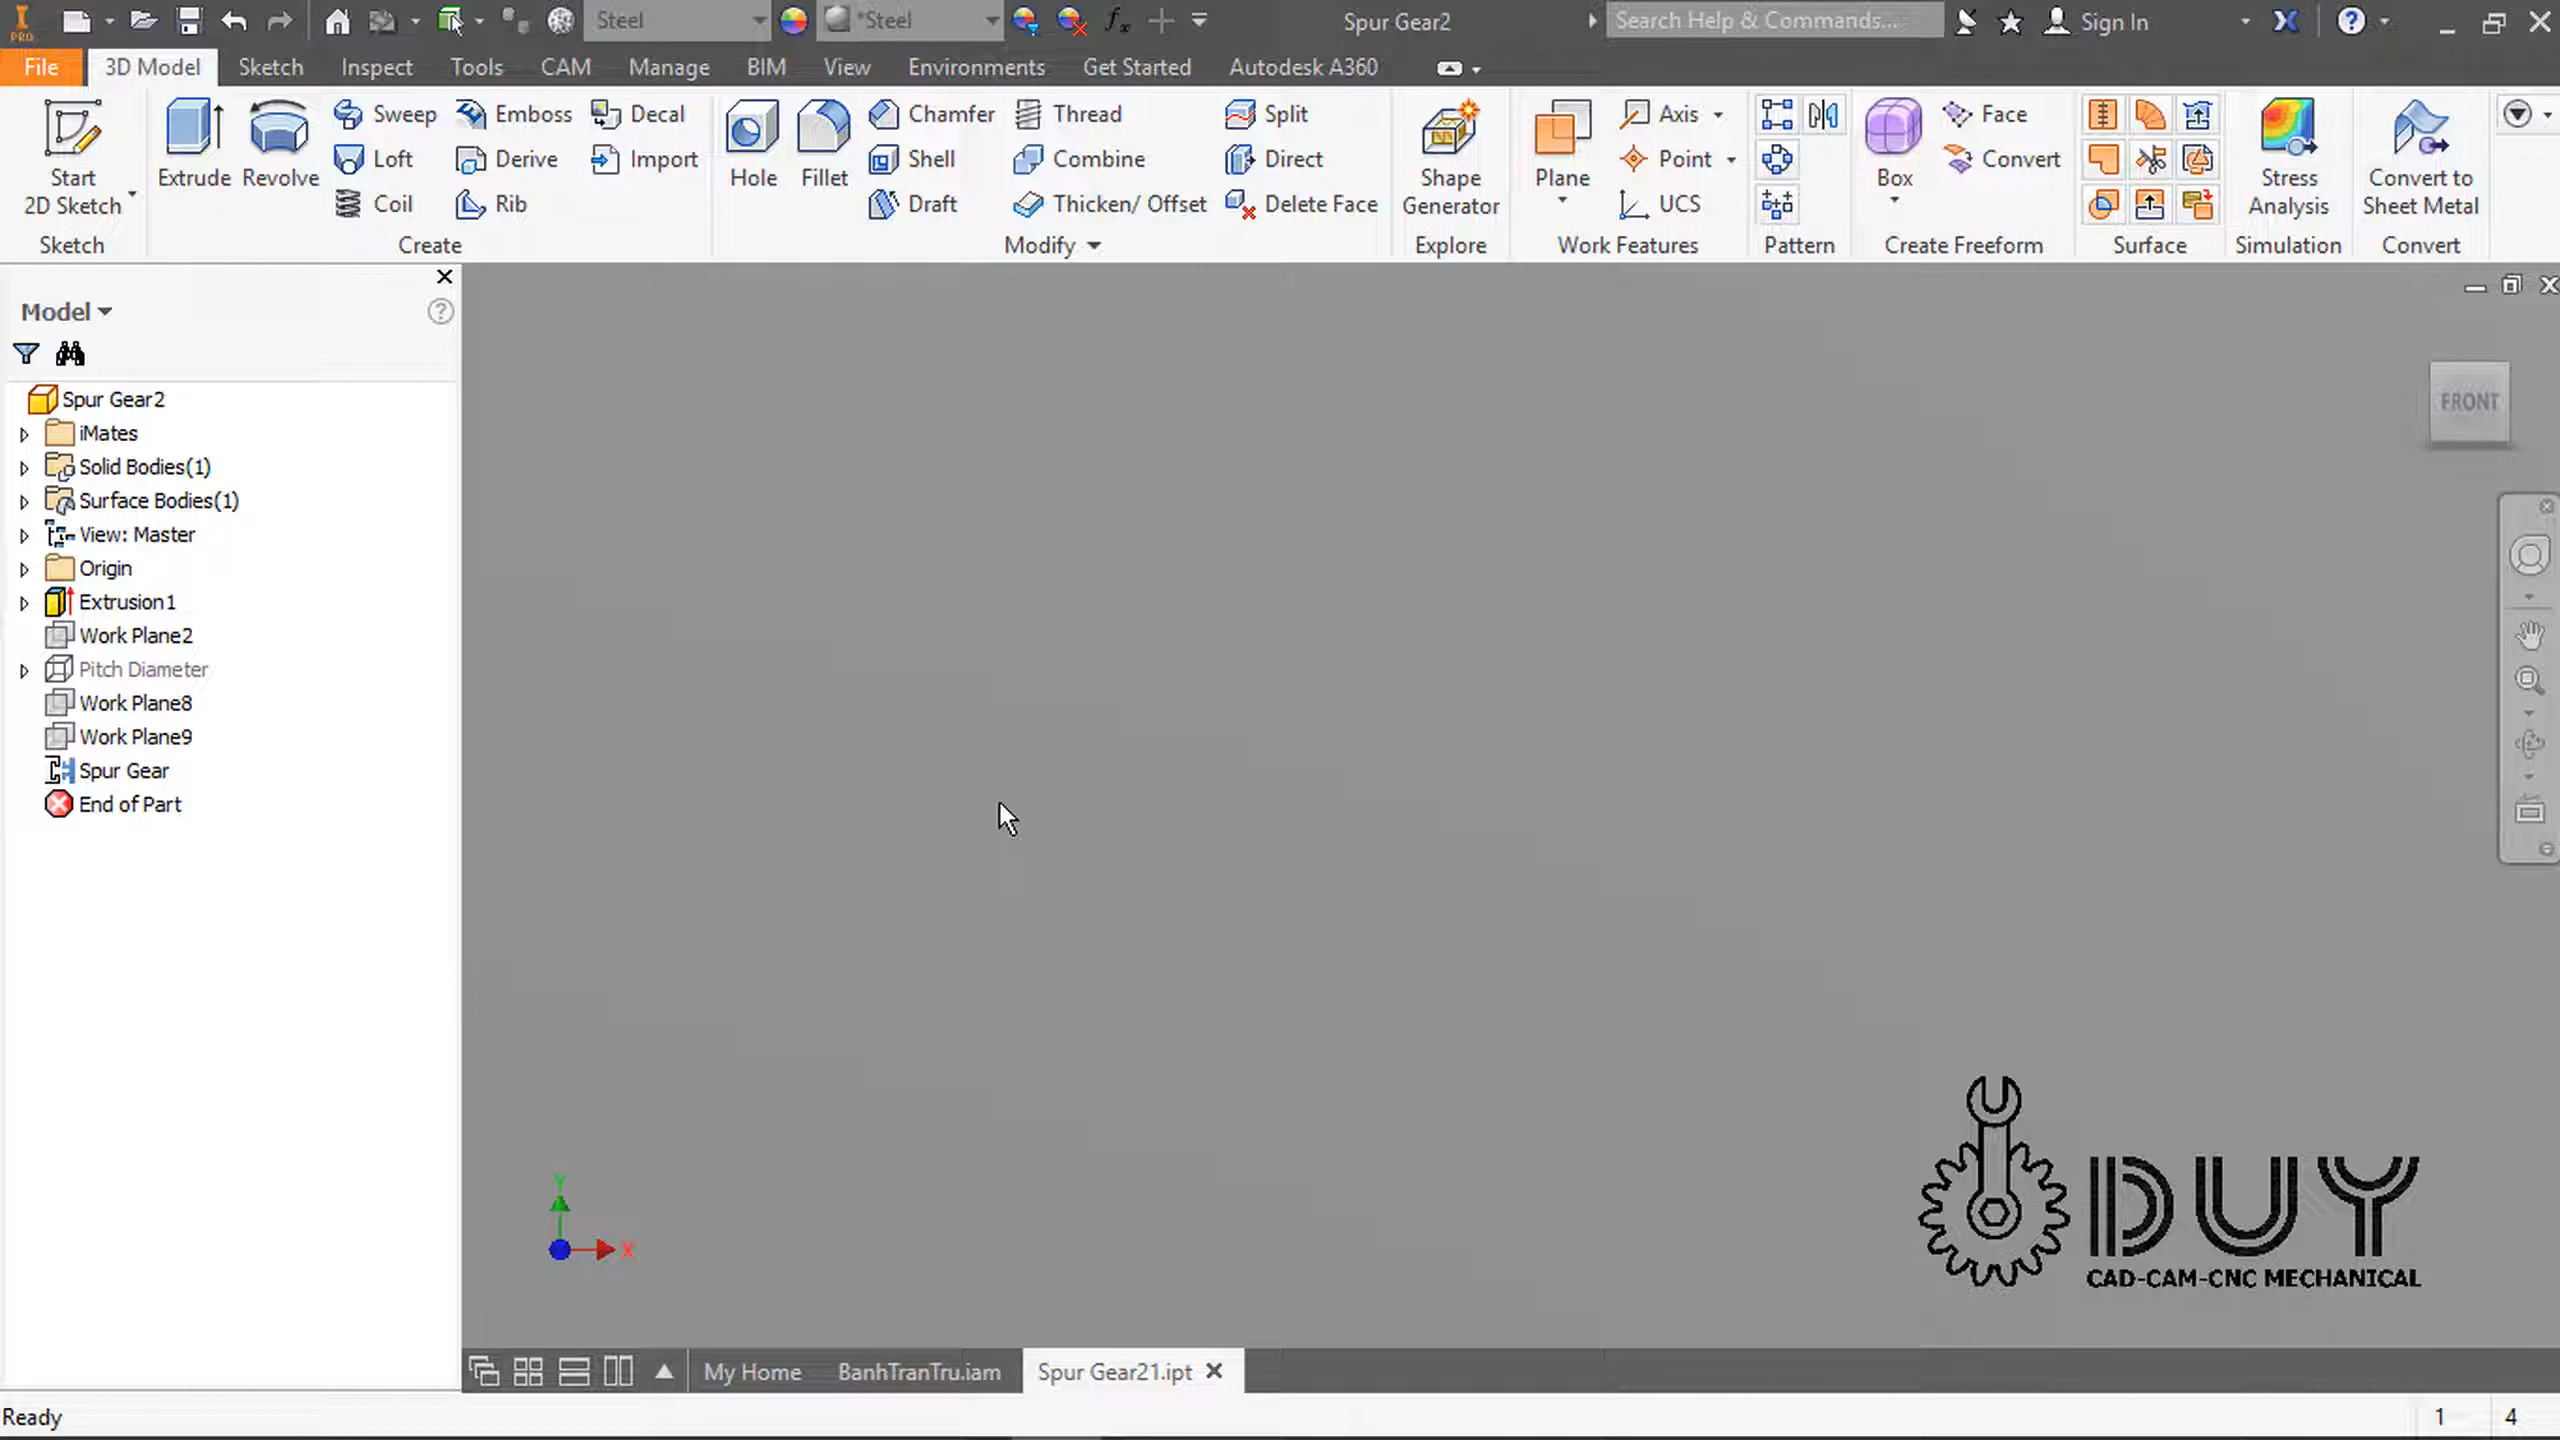 PRO
Steel
*Steel
fx
Spur Gear2
Search Help & Commands...
Sign In
File
3D Model
Sketch
Inspect
Tools
CAM
Manage
BIM
View
Environments
Get Started
Autodesk A360
Start
2D Sketch
Extrude
Revolve
Sweep
Loft
Coil
Emboss
Derive
Rib
Decal
Import
Hole
Fillet
Chamfer
Shell
Draft
Thread
Combine
Thicken/ Offset
Split
Direct
Delete Face
Shape
Generator
Plane
Axis
Point
UCS
Box
Face
Convert
Stress
Analysis
Convert to
Sheet Metal
Sketch
Create
Modify
Explore
Work Features
Pattern
Create Freeform
Surface
Simulation
Convert
Model
Spur Gear2
iMates
Solid Bodies(1)
Surface Bodies(1)
View: Master
Origin
Extrusion1
Work Plane2
Pitch Diameter
Work Plane8
Work Plane9
Spur Gear
End of Part
FRONT
Y
X
DUY
CAD-CAM-CNC MECHANICAL
My Home
BanhTranTru.iam
Spur Gear21.ipt
Ready
1
4